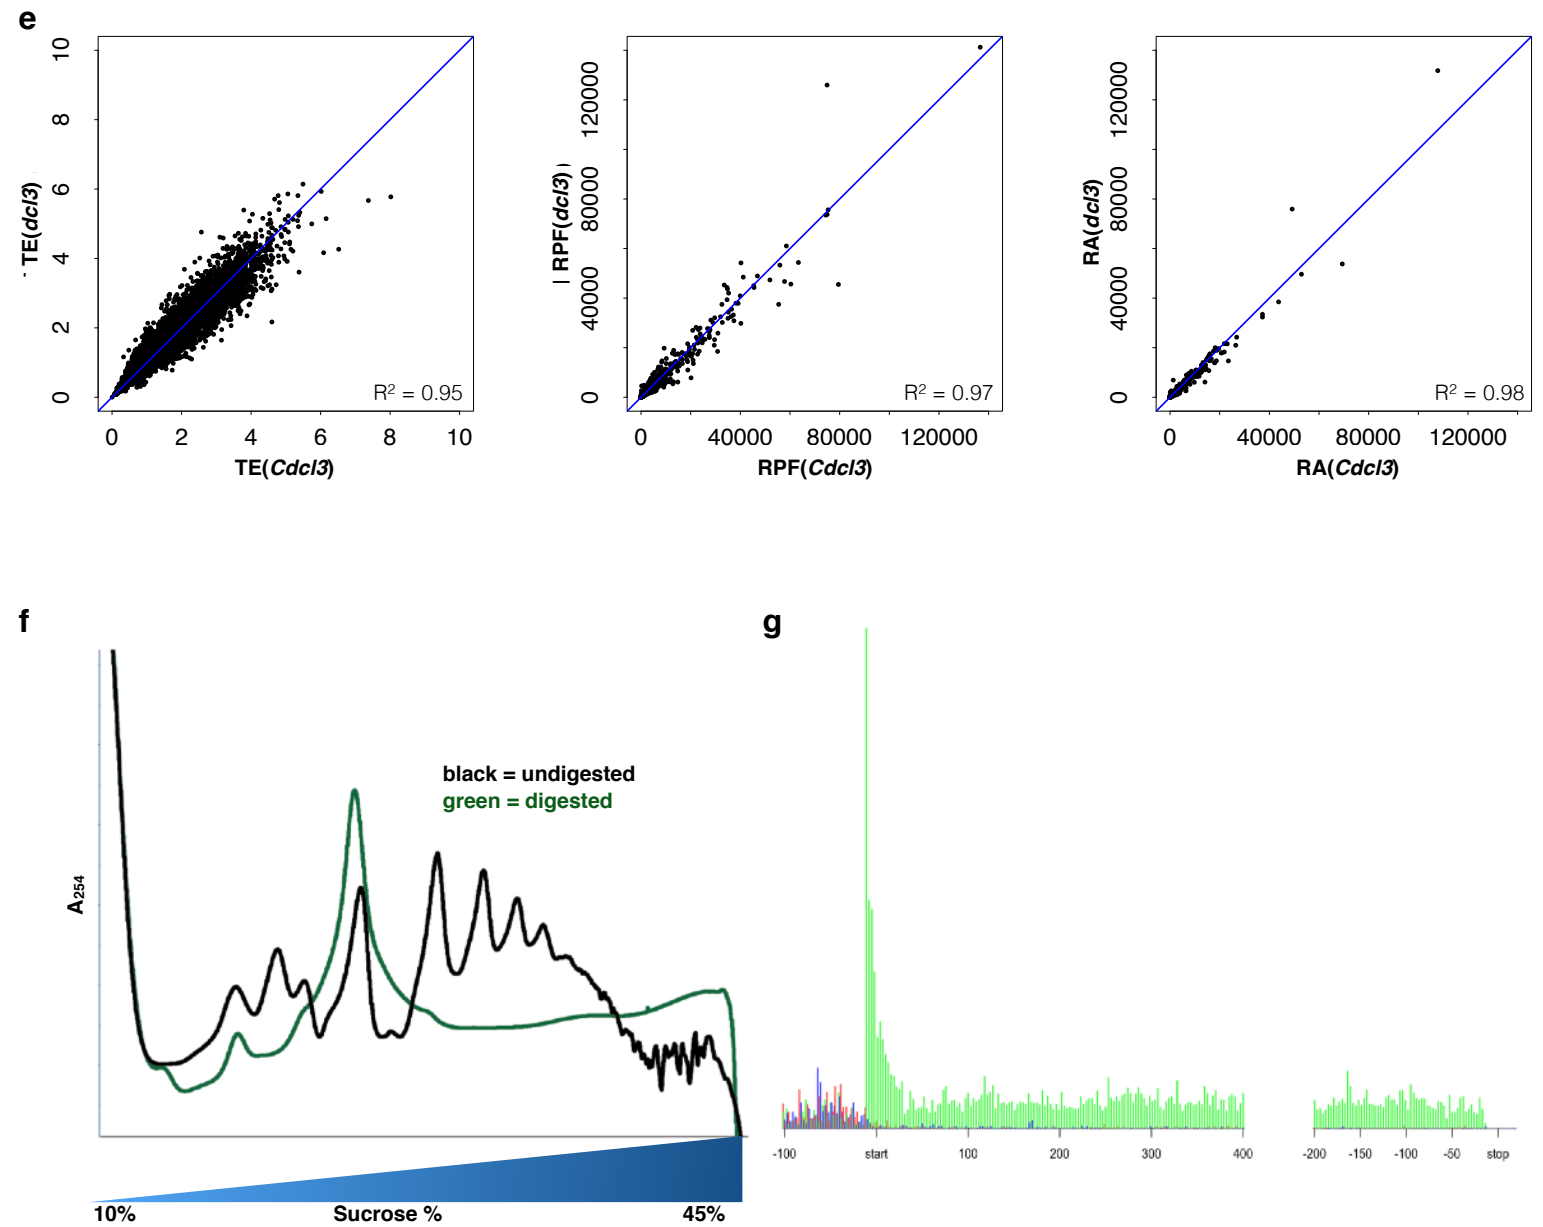 e
10
8
6
4
2
0
TE(dcl3)
R² = 0.95
0 2 4 6 8 10
TE(Cdcl3)
120000
80000
40000
0
RPF(dcl3)
R² = 0.97
0 40000 80000 120000
RPF(Cdcl3)
120000
80000
40000
0
RA(dcl3)
R² = 0.98
0 40000 80000 120000
RA(Cdcl3)
f
black = undigested
green = digested
A254
10% Sucrose % 45%
g
-100 start 100 200 300 400
-200 -150 -100 -50 stop